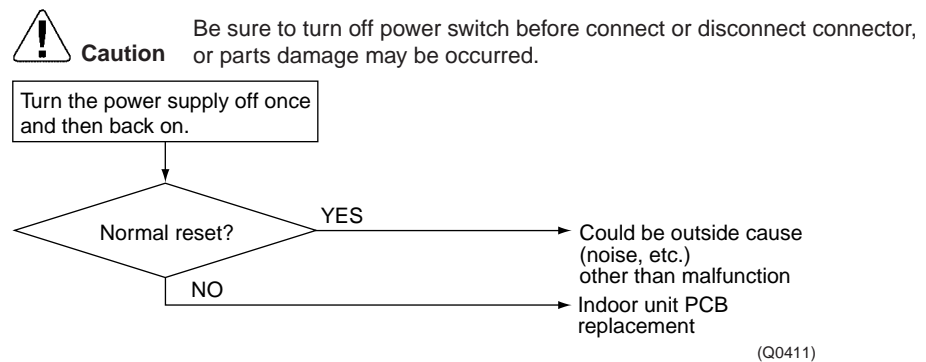 Caution
Be sure to turn off power switch before connect or disconnect connector,
or parts damage may be occurred.
Turn the power supply off once
and then back on.
Normal reset?
YES
Could be outside cause
(noise, etc.)
other than malfunction
NO
Indoor unit PCB
replacement
(Q0411)